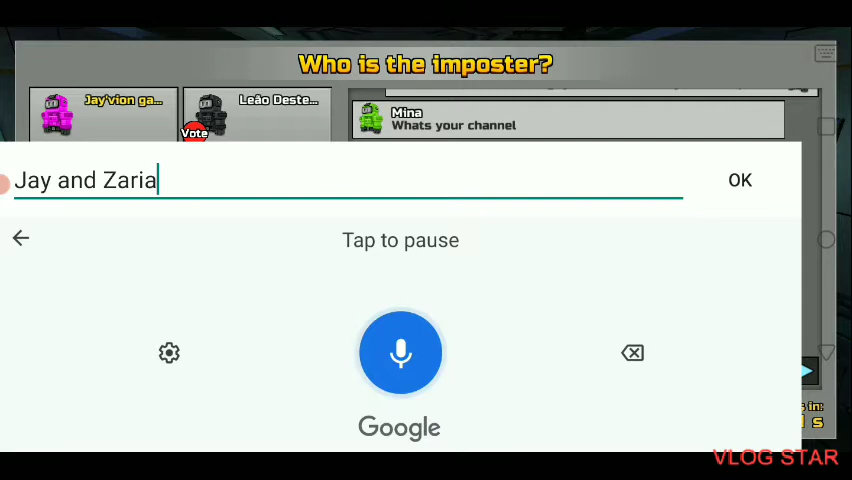 Who is the imposter?
Jay'vion ga...
Leão Deste...
Mina
Whats your channel
Vote
Jay and Zaria
OK
Tap to pause
Google
s in:
s
VLOG STAR